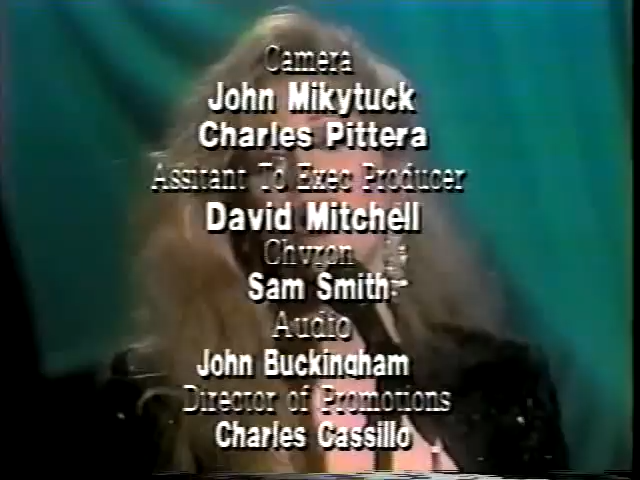 Camera
John Mikytuck
Charles Pittera
Assitant To Exec Producer
David Mitchell
Chyron
Sam Smith
Audio
John Buckingham
Director of Promotions
Charles Cassillo